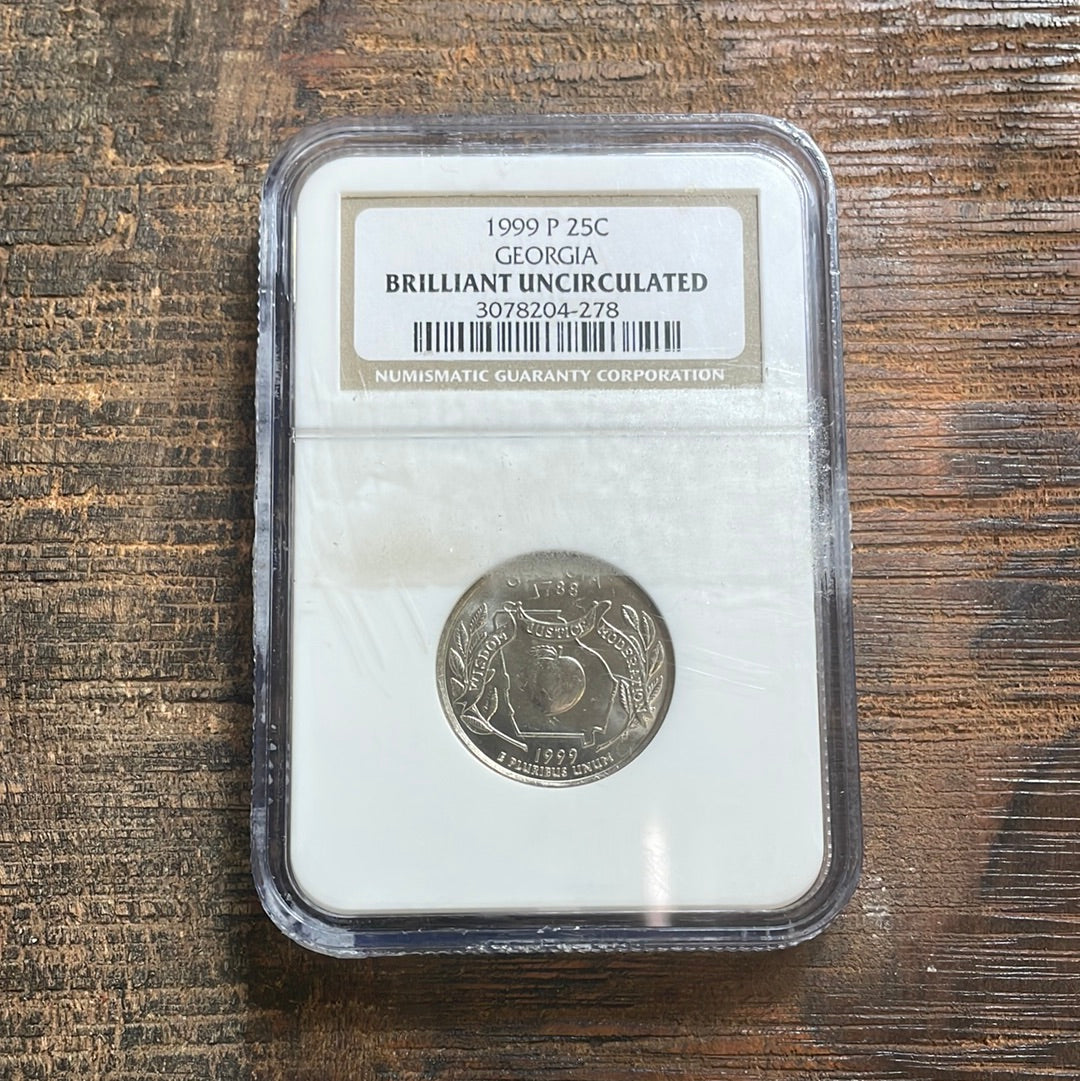 1999 P 25C
GEORGIA
BRILLIANT UNCIRCULATED
3078204-278
NUMISMATIC GUARANTY CORPORATION
1788
WISDOM JUSTICE MODERATION
1999
E PLURIBUS UNUM